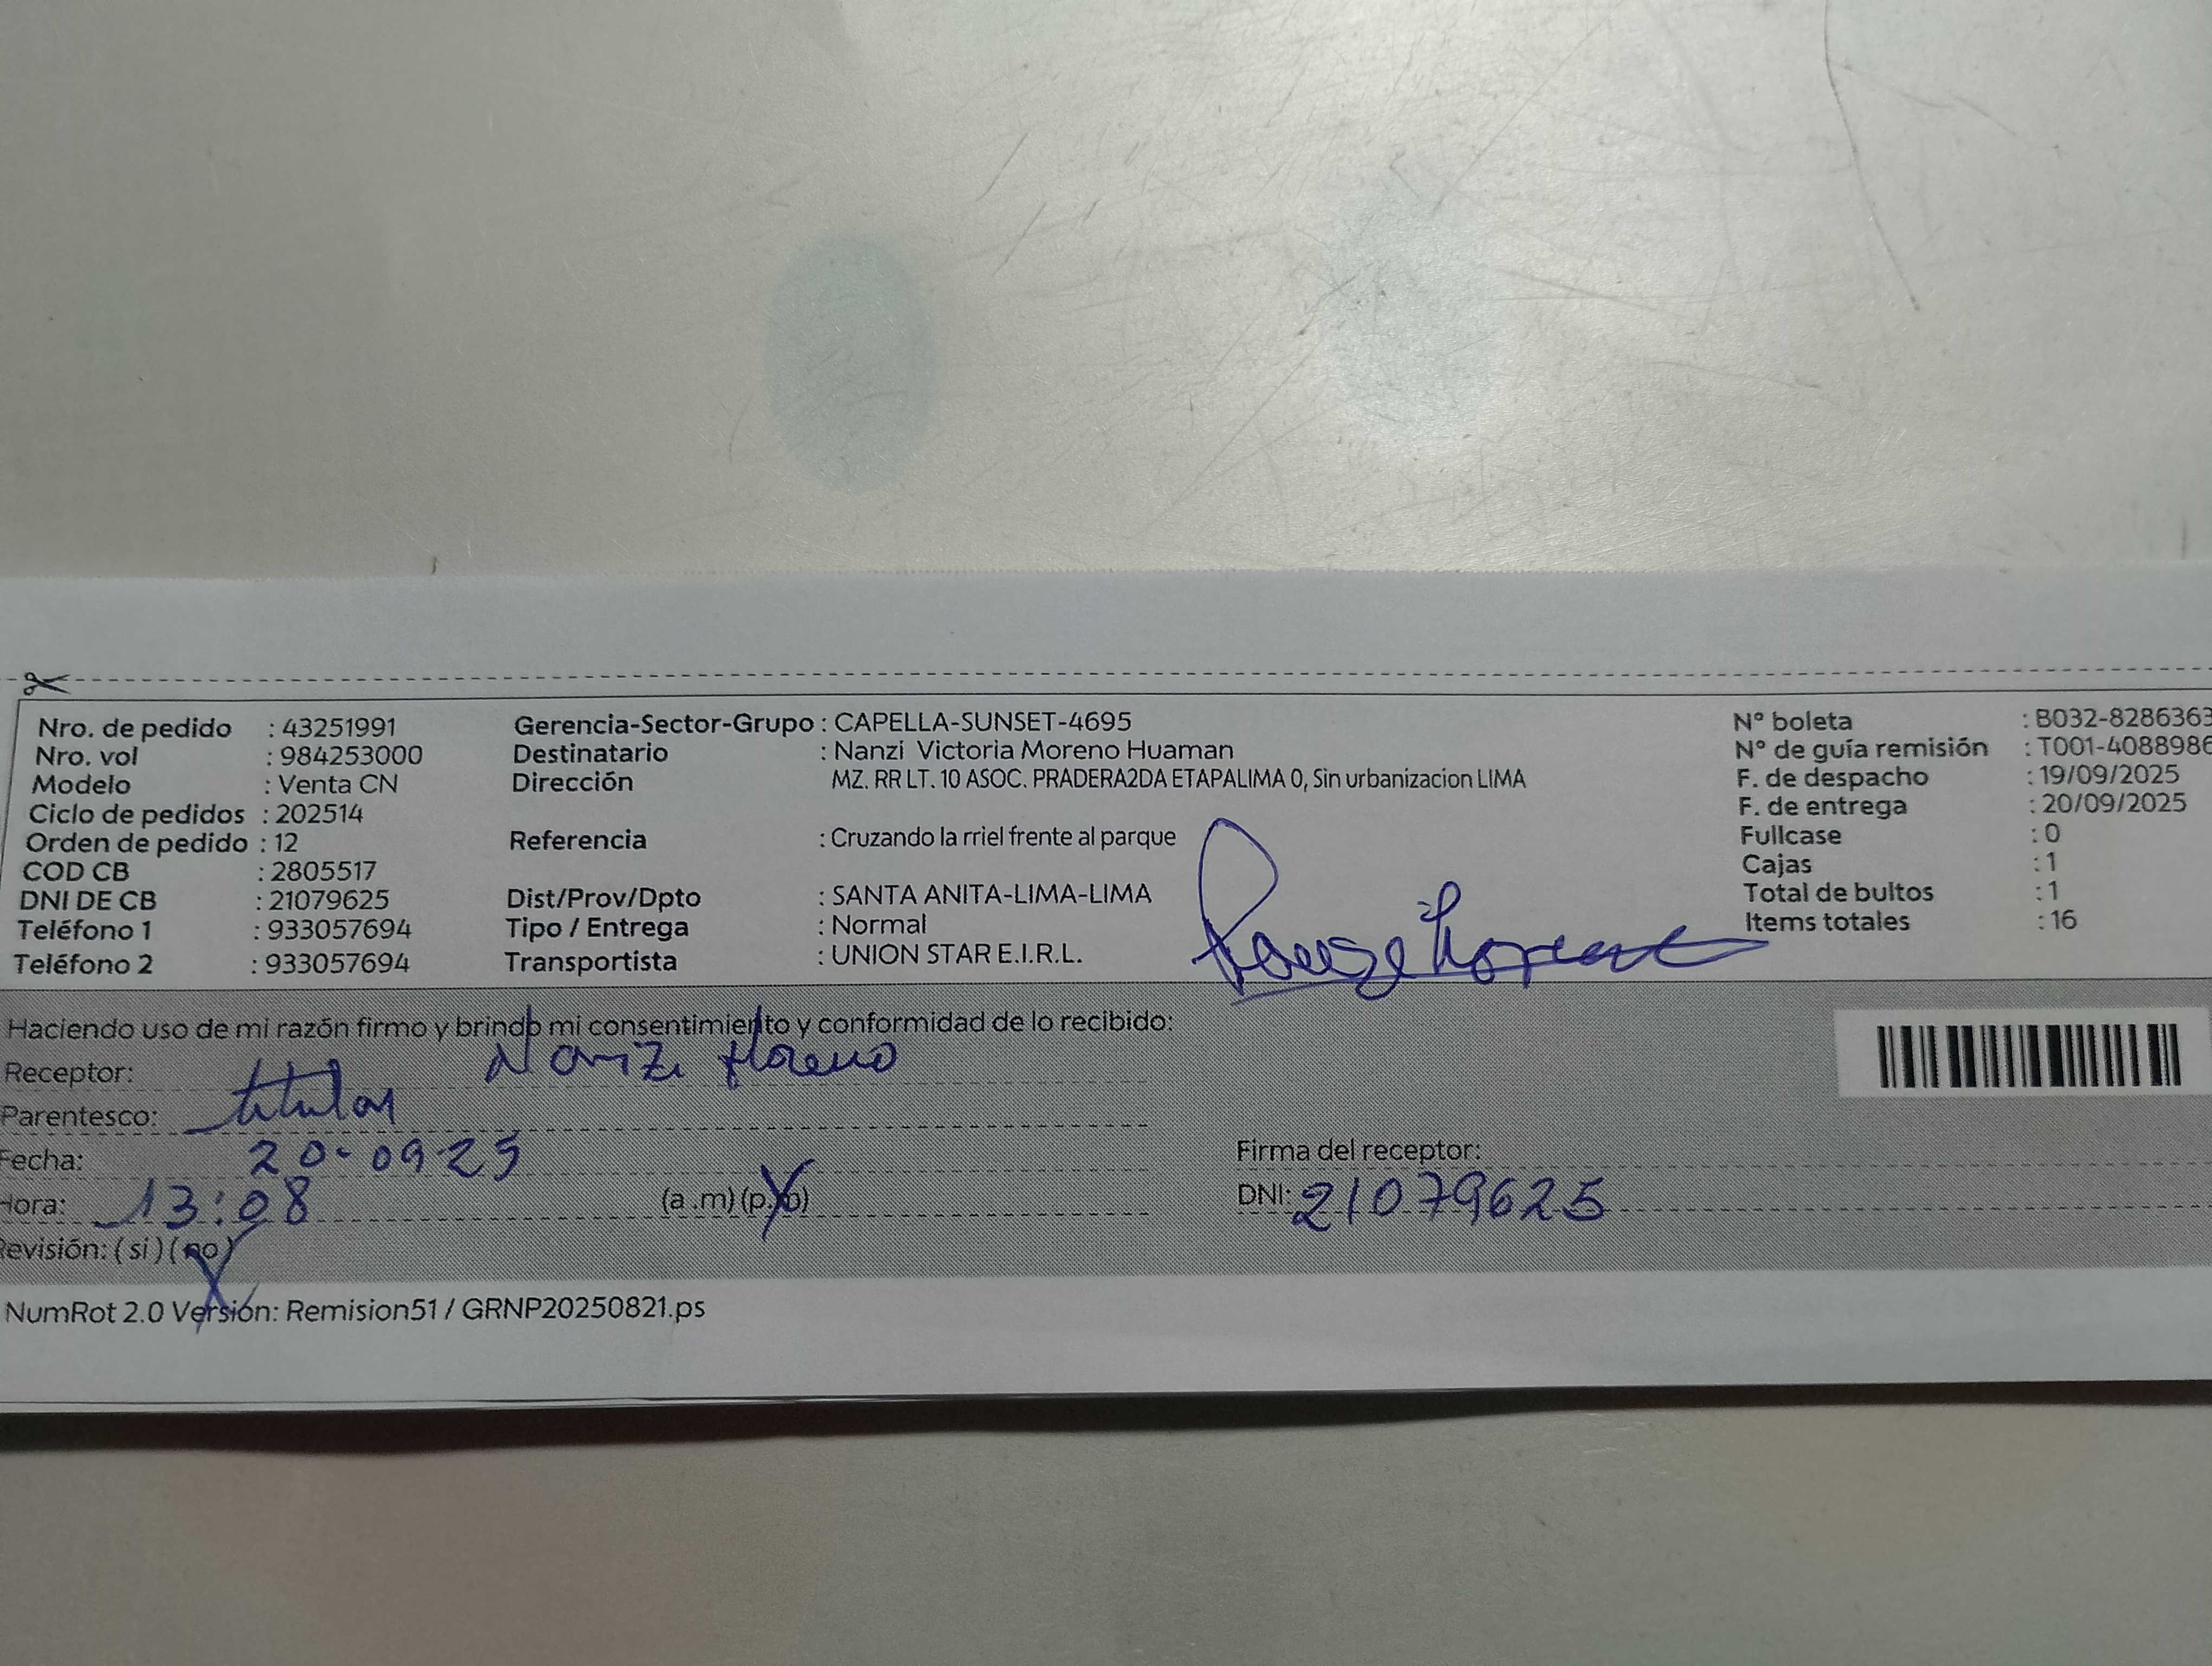 Nro. de pedido : 43251991 Gerencia-Sector-Grupo : CAPELLA-SUNSET-4695 N° boleta : B032-8286363
Nro. vol : 984253000 Destinatario : Nanzi Victoria Moreno Huaman N° de guía remisión : T001-4088986
Modelo : Venta CN Dirección MZ. RR LT. 10 ASOC. PRADERA2DA ETAPALIMA 0, Sin urbanizacion LIMA F. de despacho : 19/09/2025
Ciclo de pedidos : 202514 F. de entrega : 20/09/2025
Orden de pedido : 12 Referencia : Cruzando la rriel frente al parque Fullcase : 0
COD CB : 2805517 Cajas : 1
DNI DE CB : 21079625 Dist/Prov/Dpto : SANTA ANITA-LIMA-LIMA Total de bultos : 1
Teléfono 1 : 933057694 Tipo / Entrega : Normal Items totales : 16
Teléfono 2 : 933057694 Transportista : UNION STAR E.I.R.L.
Haciendo uso de mi razón firmo y brindo mi consentimiento y conformidad de lo recibido:
Receptor: Nanzi Moreno
Parentesco: titular
Fecha: 20-0925 Firma del receptor:
Hora: 13:08 (a.m) (p.m) DNI: 21079625
Revisión: (si) (no)
NumRot 2.0 Versión: Remision51 / GRNP20250821.ps